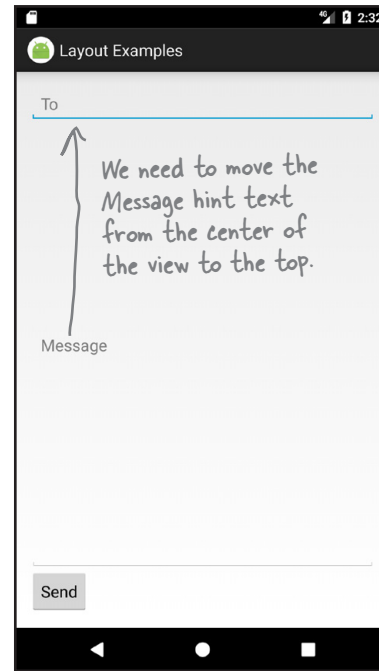 4G 2:32
Layout Examples
To
We need to move the
Message hint text
from the center of
the view to the top.
Message
Send